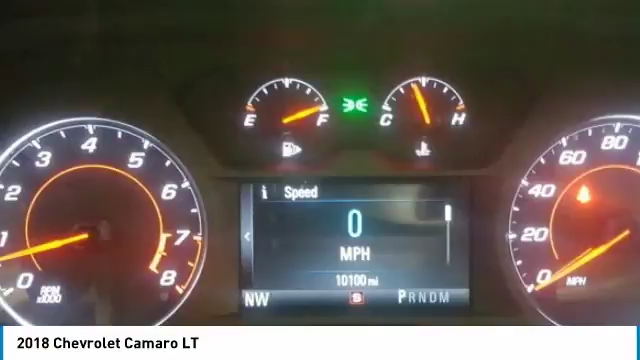 E F C H
1 2 3 4 5 6 7 8
0
RPM
x1000
i Speed
0
MPH
10100 mi
NW S PRNDM
0 20 40 60 80
MPH
2018 Chevrolet Camaro LT